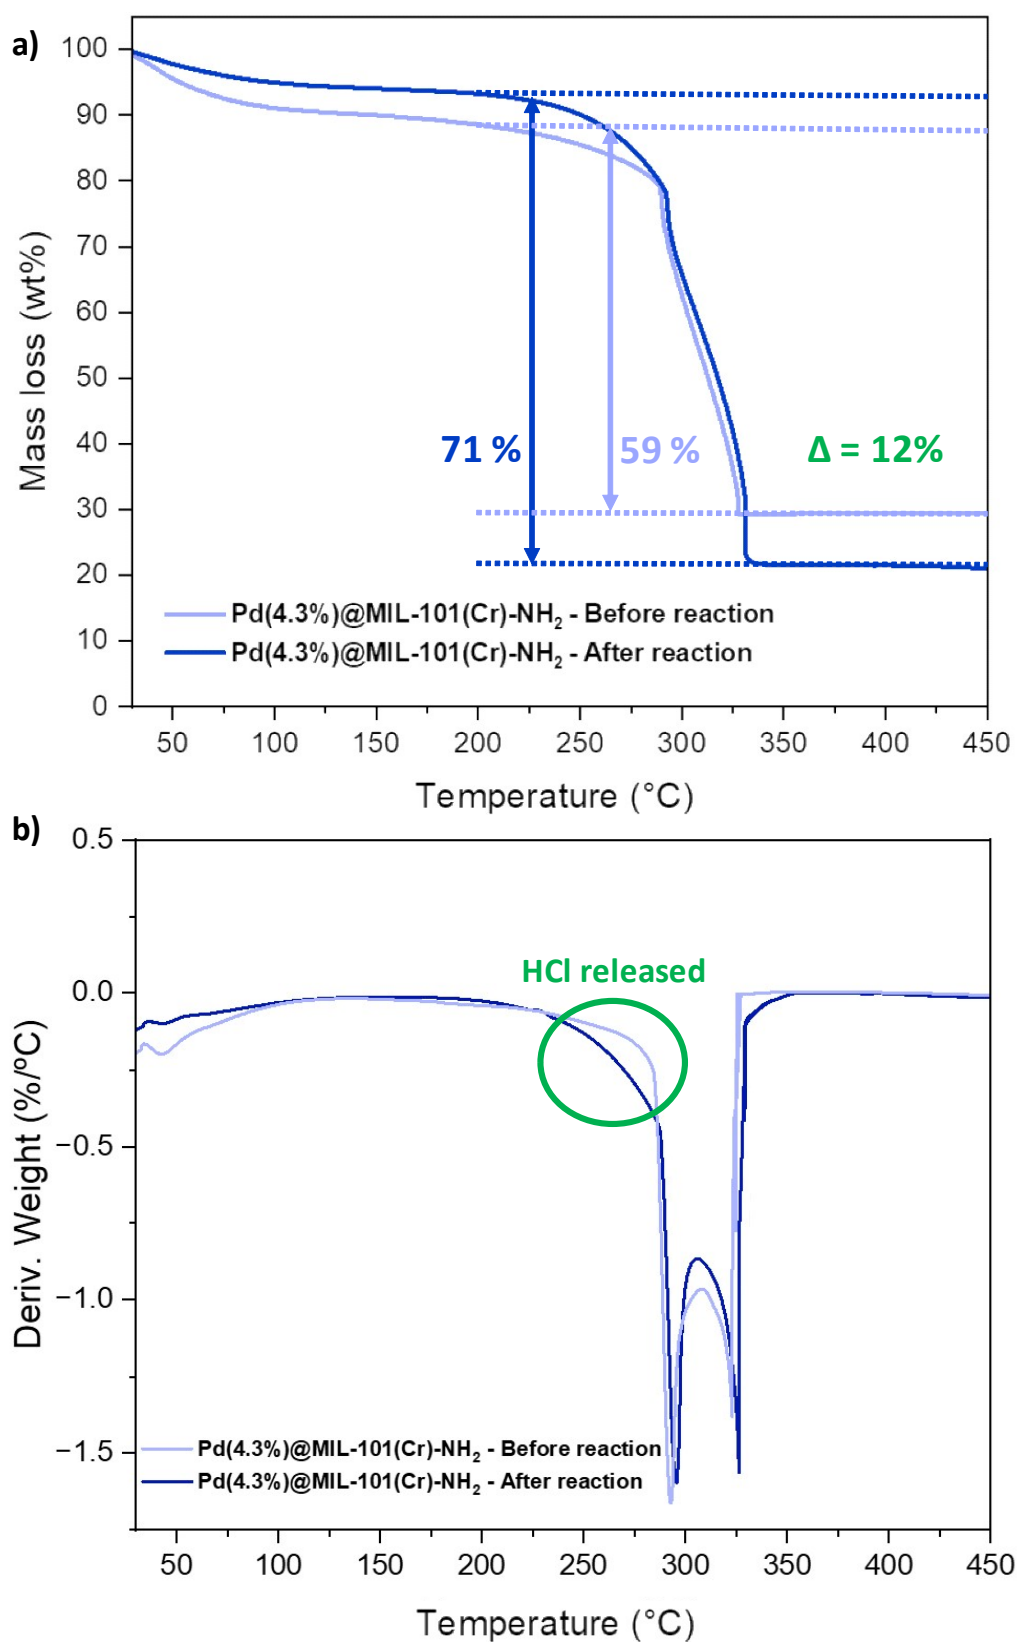 a)
100
90
80
70
60
50
40
30
20
10
0
Mass loss (wt%)
71 %
59 %
Δ = 12%
Pd(4.3%)@MIL-101(Cr)-NH₂ - Before reaction
Pd(4.3%)@MIL-101(Cr)-NH₂ - After reaction
50 100 150 200 250 300 350 400 450
Temperature (°C)
b)
0.5
0.0
−0.5
−1.0
−1.5
Deriv. Weight (%/ºC)
HCl released
Pd(4.3%)@MIL-101(Cr)-NH₂ - Before reaction
Pd(4.3%)@MIL-101(Cr)-NH₂ - After reaction
50 100 150 200 250 300 350 400 450
Temperature (°C)